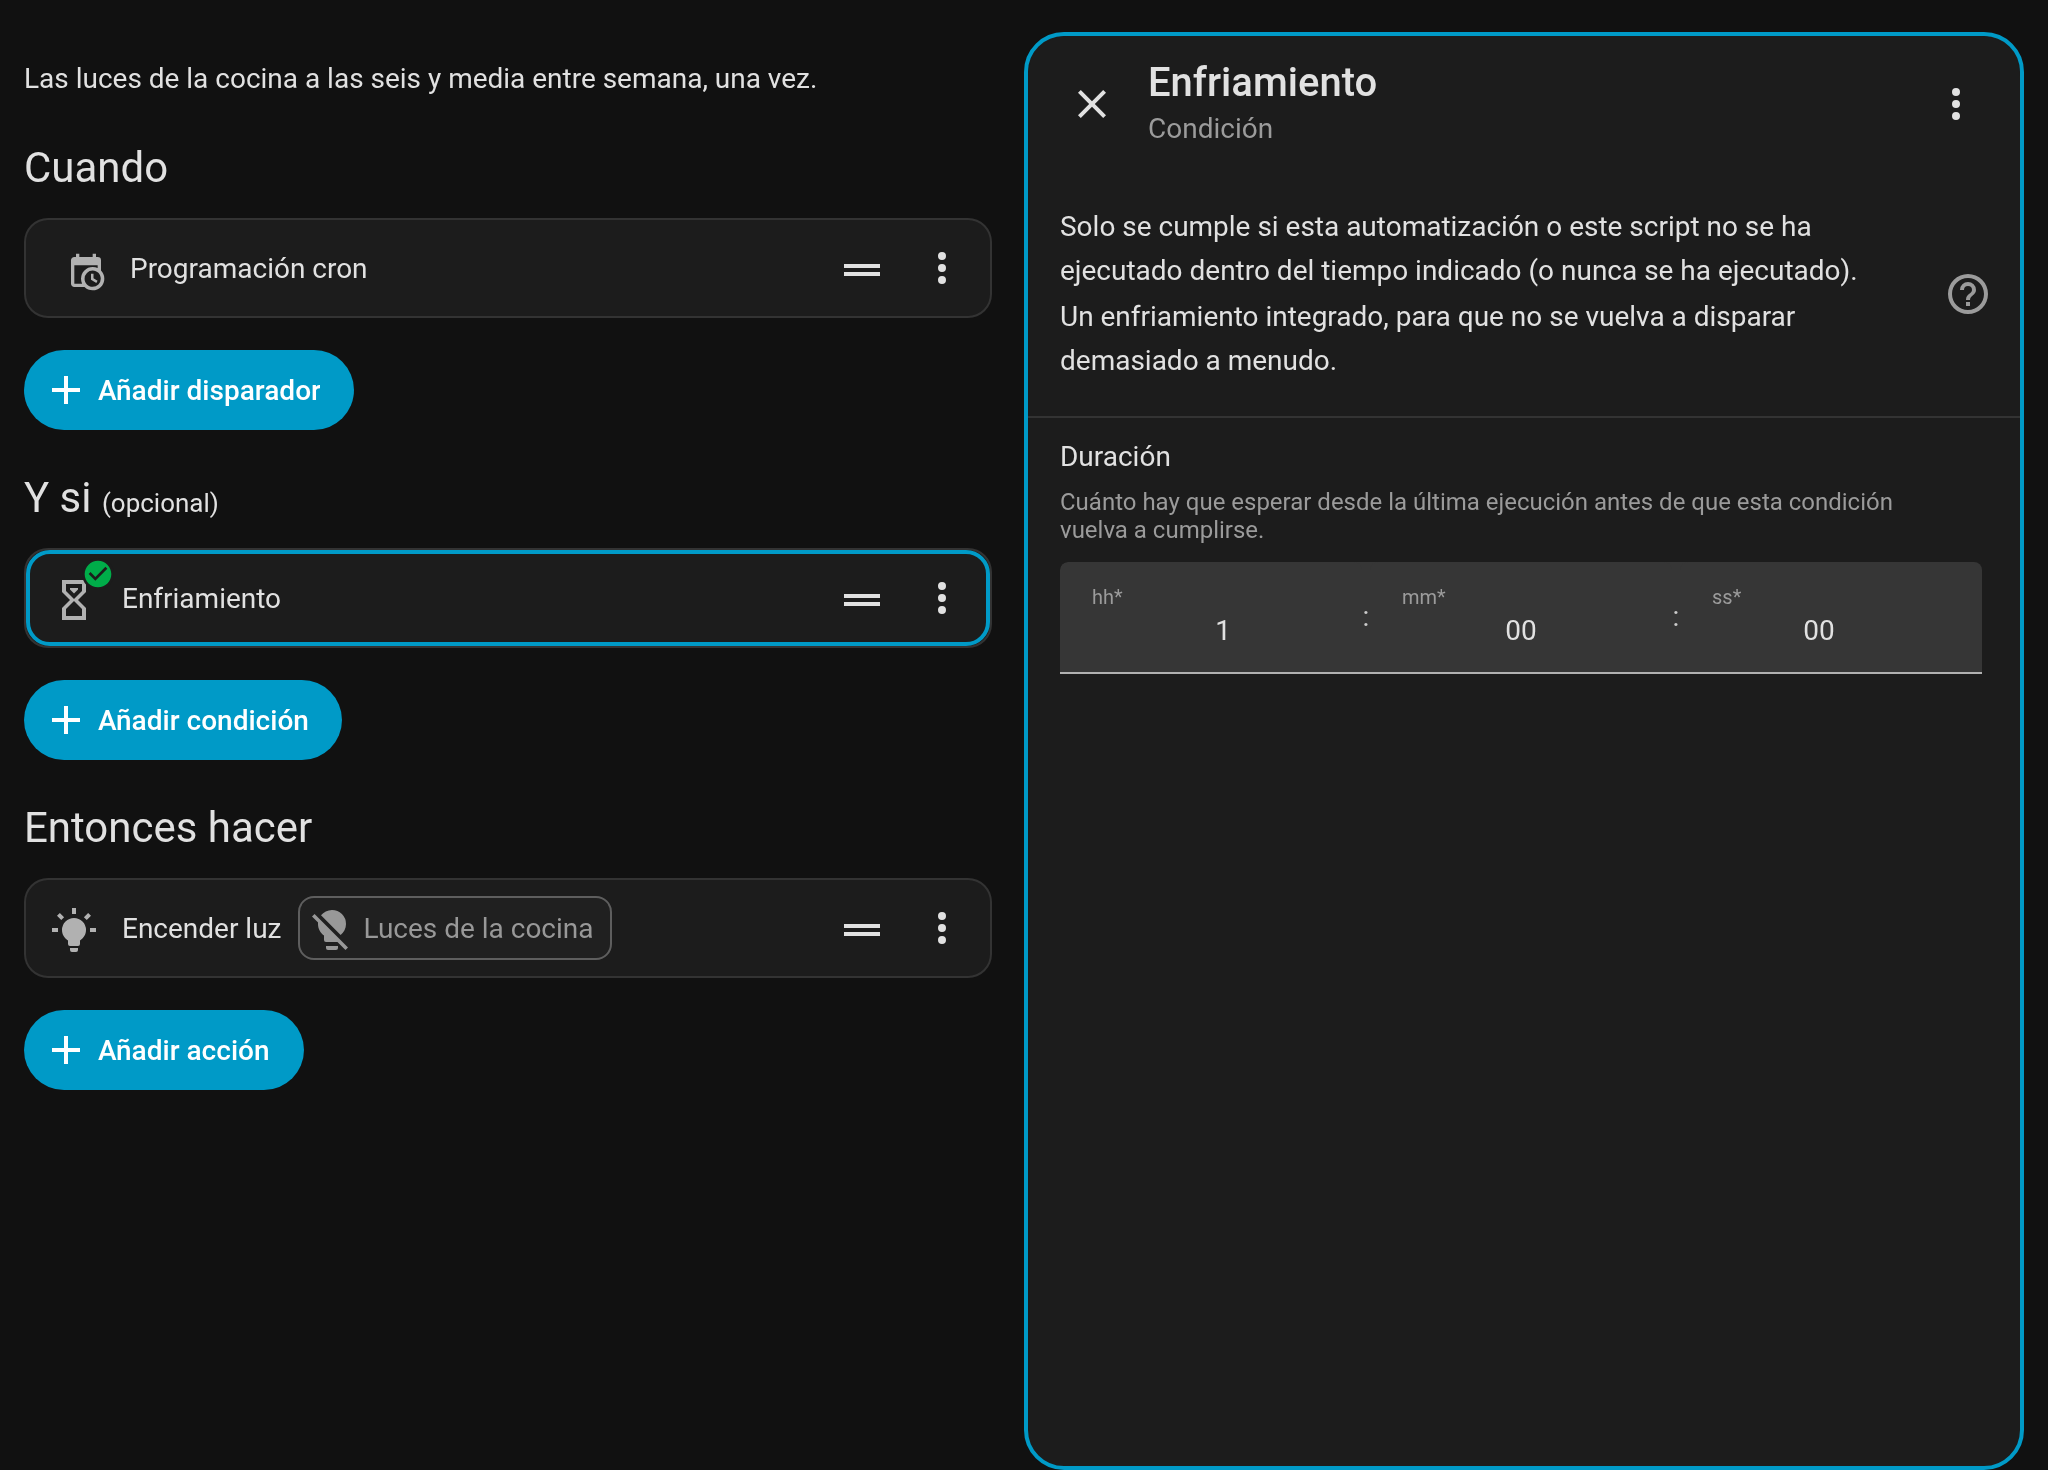 Las luces de la cocina a las seis y media entre semana, una vez.
Cuando
Programación cron
Añadir disparador
Y si (opcional)
Enfriamiento
Añadir condición
Entonces hacer
Encender luz Luces de la cocina
Añadir acción
Enfriamiento
Condición
Solo se cumple si esta automatización o este script no se ha
ejecutado dentro del tiempo indicado (o nunca se ha ejecutado).
Un enfriamiento integrado, para que no se vuelva a disparar
demasiado a menudo.
Duración
Cuánto hay que esperar desde la última ejecución antes de que esta condición
vuelva a cumplirse.
hh* mm* ss*
1 : 00 : 00